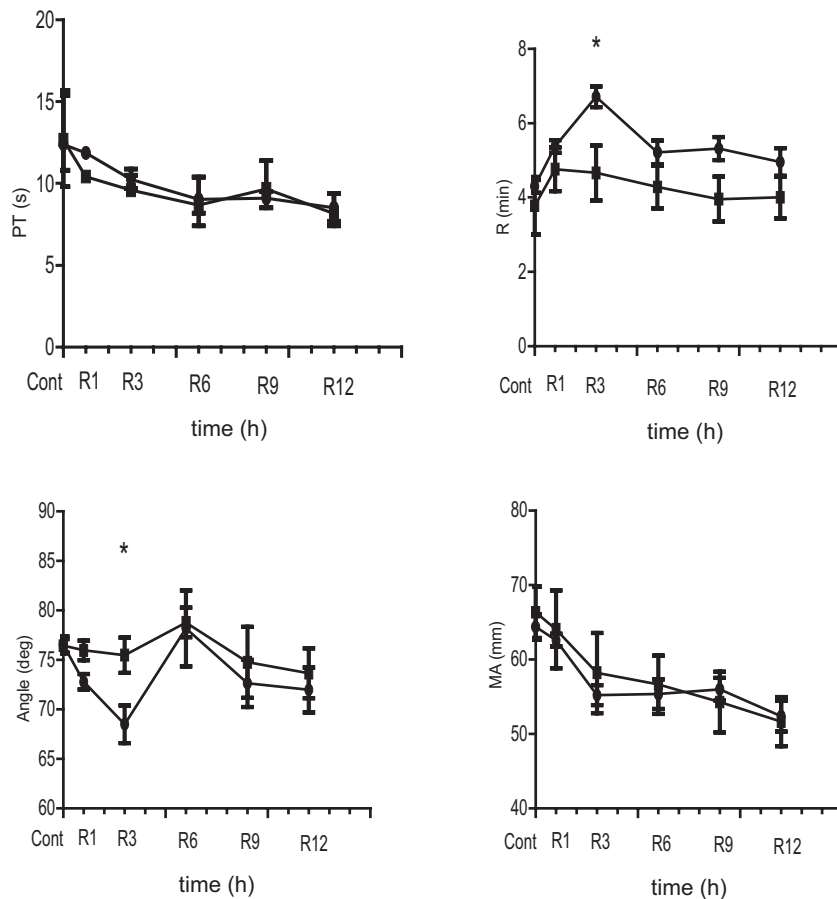 20
15
10
5
0
PT (s)
Cont R1 R3 R6 R9 R12
time (h)
*
8
6
4
2
0
R (min)
Cont R1 R3 R6 R9 R12
time (h)
*
90
85
80
75
70
65
60
Angle (deg)
Cont R1 R3 R6 R9 R12
time (h)
80
70
60
50
40
MA (mm)
Cont R1 R3 R6 R9 R12
time (h)